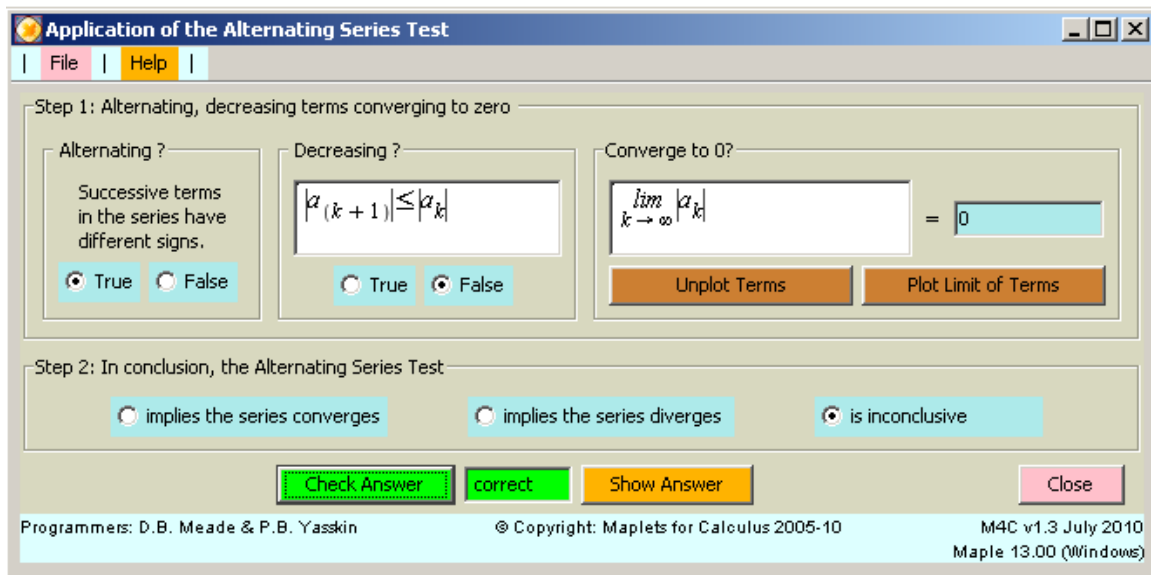 Application of the Alternating Series Test
| File | Help |
Step 1: Alternating, decreasing terms converging to zero
Alternating ?
Successive terms
in the series have
different signs.
True False
Decreasing ?
|a_(k + 1)|≤|a_k|
True False
Converge to 0?
lim k → ∞ |a_k| = 0
Unplot Terms Plot Limit of Terms
Step 2: In conclusion, the Alternating Series Test
implies the series converges implies the series diverges is inconclusive
Check Answer correct Show Answer Close
Programmers: D.B. Meade & P.B. Yasskin © Copyright: Maplets for Calculus 2005-10 M4C v1.3 July 2010
Maple 13.00 (Windows)